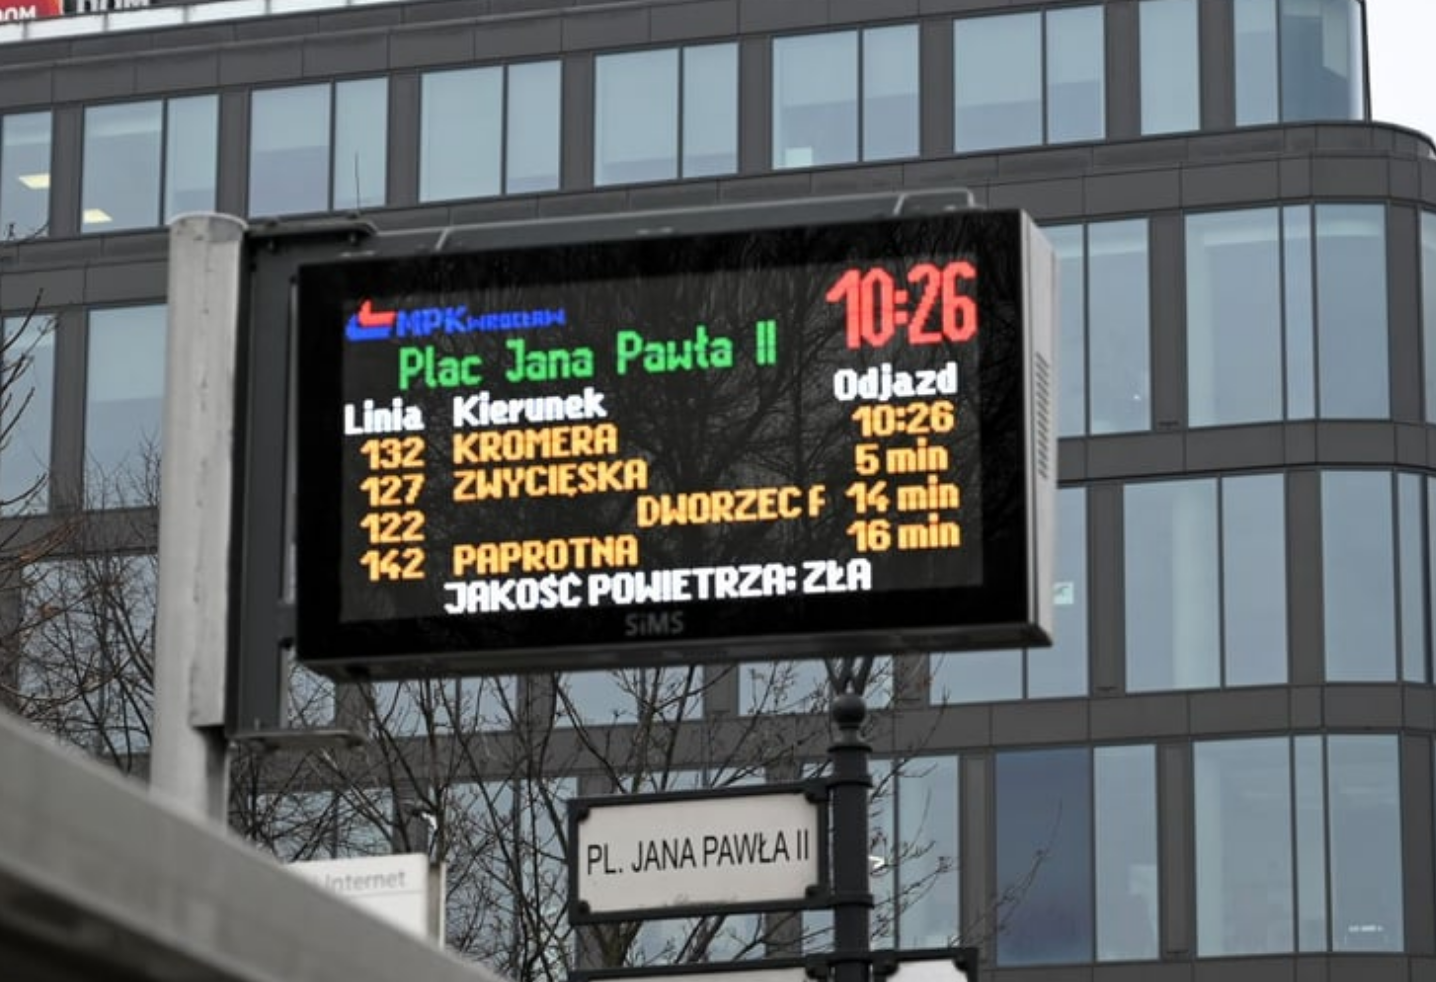 MPK WROCŁAW
10:26
Plac Jana Pawła II
Linia Kierunek Odjazd
132 KROMERA 10:26
127 ZWYCIĘSKA 5 min
122 DWORZEC 14 min
142 PAPROTNA 16 min
JAKOŚĆ POWIETRZA: ZŁA
SiMS
PL. JANA PAWŁA II
internet